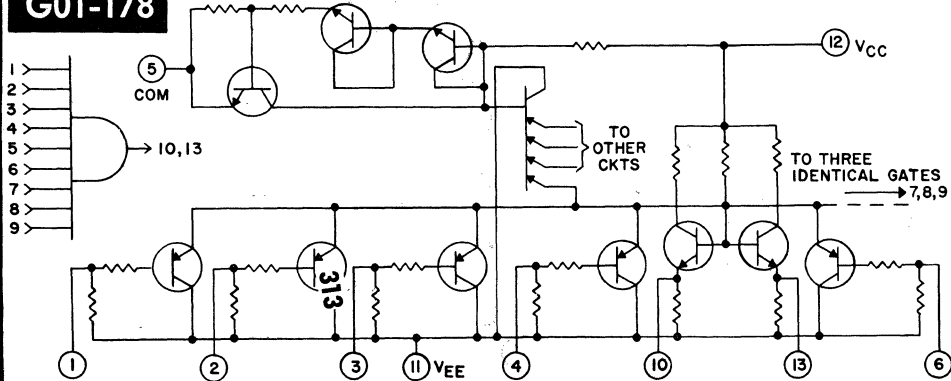 G01-178
5
COM
12 VCC
1
2
3
4
5
6
7
8
9
10,13
TO
OTHER
CKTS
TO THREE
IDENTICAL GATES
7,8,9
313
1
2
3
11 VEE
4
10
13
6